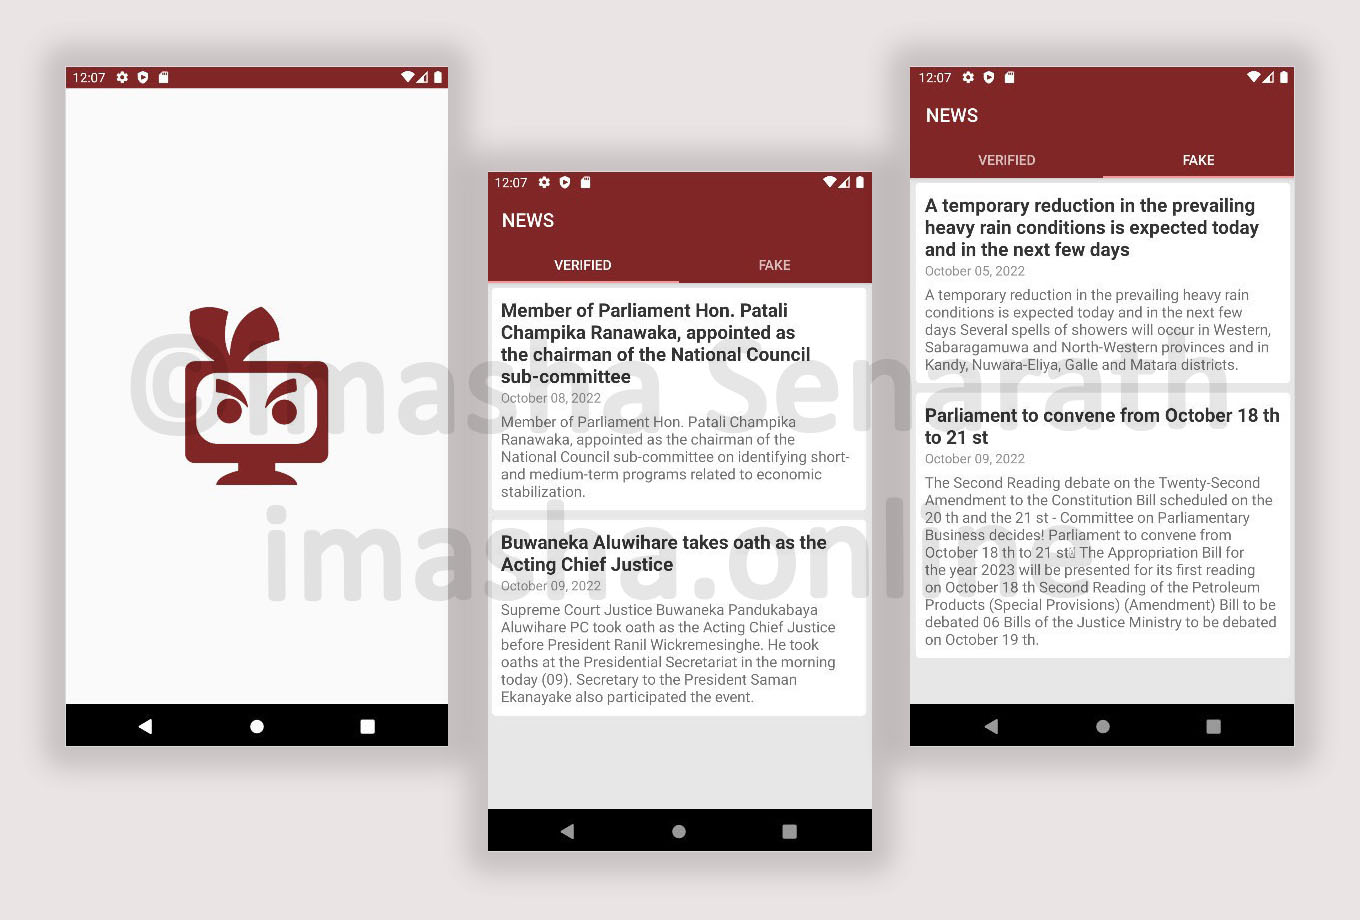 12:07
12:07
NEWS
VERIFIED FAKE
Member of Parliament Hon. Patali
Champika Ranawaka, appointed as
the chairman of the National Council
sub-committee
October 08, 2022
Member of Parliament Hon. Patali Champika
Ranawaka, appointed as the chairman of the
National Council sub-committee on identifying short-
and medium-term programs related to economic
stabilization.
Buwaneka Aluwihare takes oath as the
Acting Chief Justice
October 09, 2022
Supreme Court Justice Buwaneka Pandukabaya
Aluwihare PC took oath as the Acting Chief Justice
before President Ranil Wickremesinghe. He took
oaths at the Presidential Secretariat in the morning
today (09). Secretary to the President Saman
Ekanayake also participated the event.
12:07
NEWS
VERIFIED FAKE
A temporary reduction in the prevailing
heavy rain conditions is expected today
and in the next few days
October 05, 2022
A temporary reduction in the prevailing heavy rain
conditions is expected today and in the next few
days Several spells of showers will occur in Western,
Sabaragamuwa and North-Western provinces and in
Kandy, Nuwara-Eliya, Galle and Matara districts.
Parliament to convene from October 18 th
to 21 st
October 09, 2022
The Second Reading debate on the Twenty-Second
Amendment to the Constitution Bill scheduled on the
20 th and the 21 st - Committee on Parliamentary
Business decides! Parliament to convene from
October 18 th to 21 st The Appropriation Bill for
the year 2023 will be presented for its first reading
on October 18 th Second Reading of the Petroleum
Products (Special Provisions) (Amendment) Bill to be
debated 06 Bills of the Justice Ministry to be debated
on October 19 th.
©Imasha Senarath
imasha.online